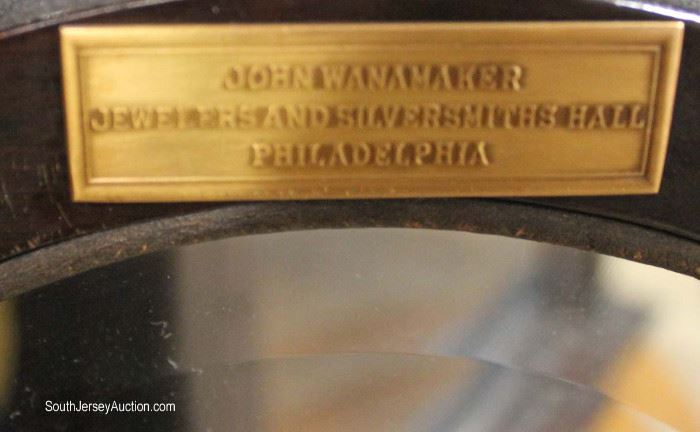 JOHN WANAMAKER
JEWELERS AND SILVERSMITHS HALL
PHILADELPHIA
SouthJerseyAuction.com